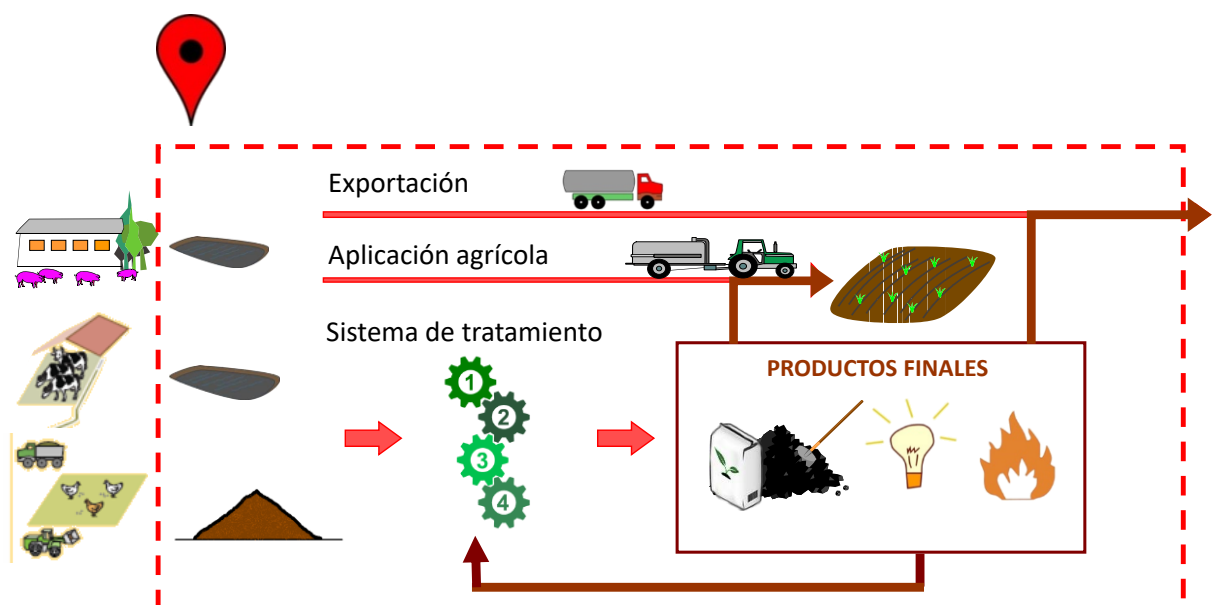 Exportación
Aplicación agrícola
Sistema de tratamiento
PRODUCTOS FINALES
1
2
3
4